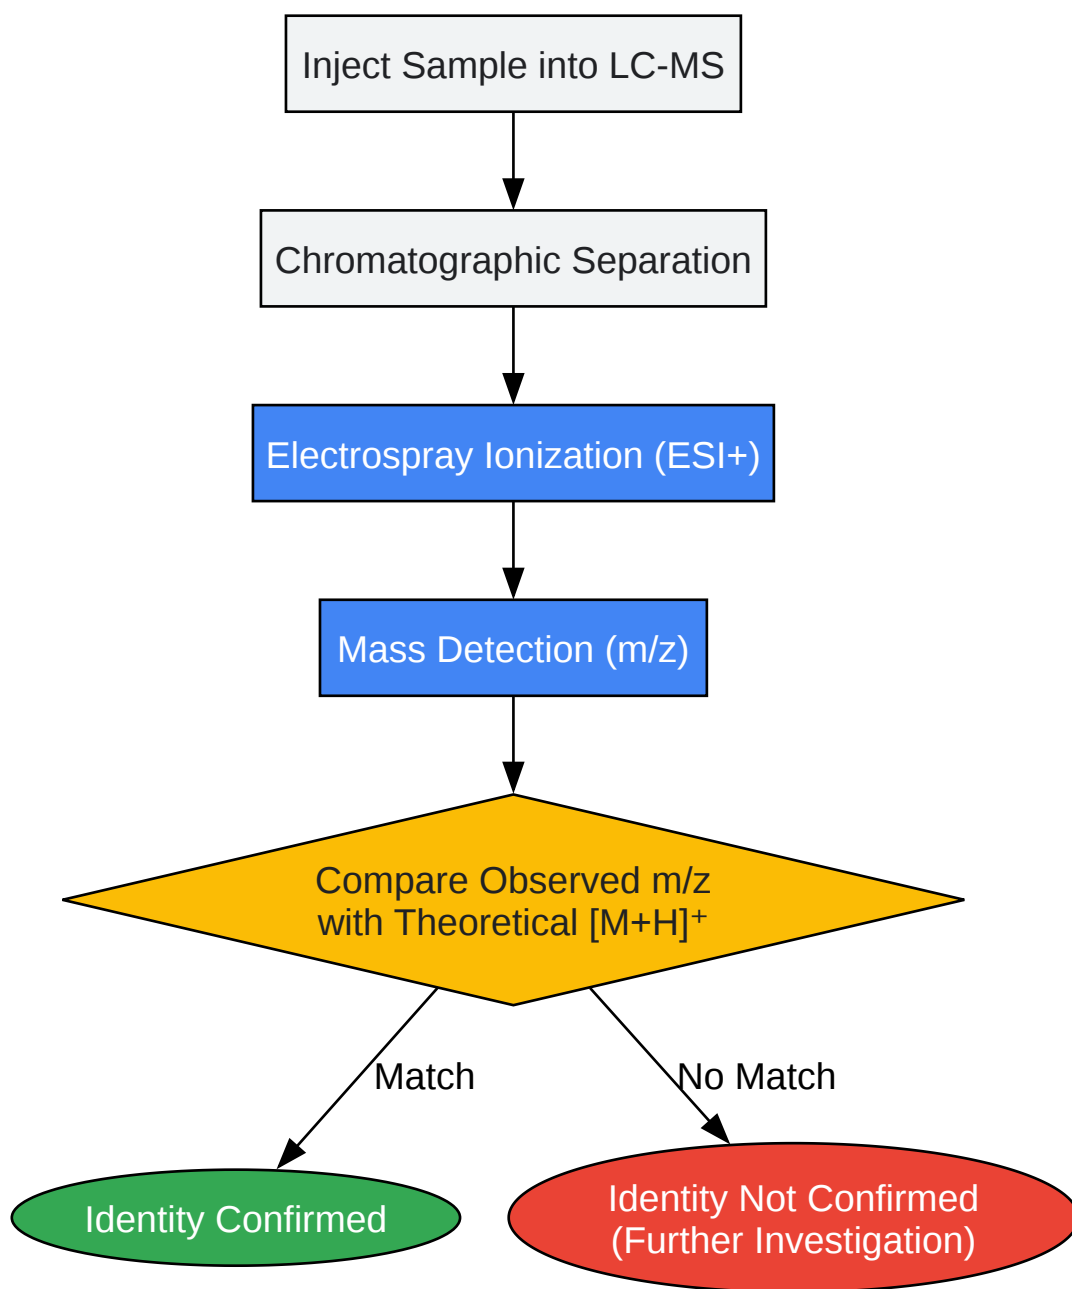 Inject Sample into LC-MS
Chromatographic Separation
Electrospray Ionization (ESI+)
Mass Detection (m/z)
Compare Observed m/z
with Theoretical [M+H]⁺
Match
No Match
Identity Confirmed
Identity Not Confirmed
(Further Investigation)